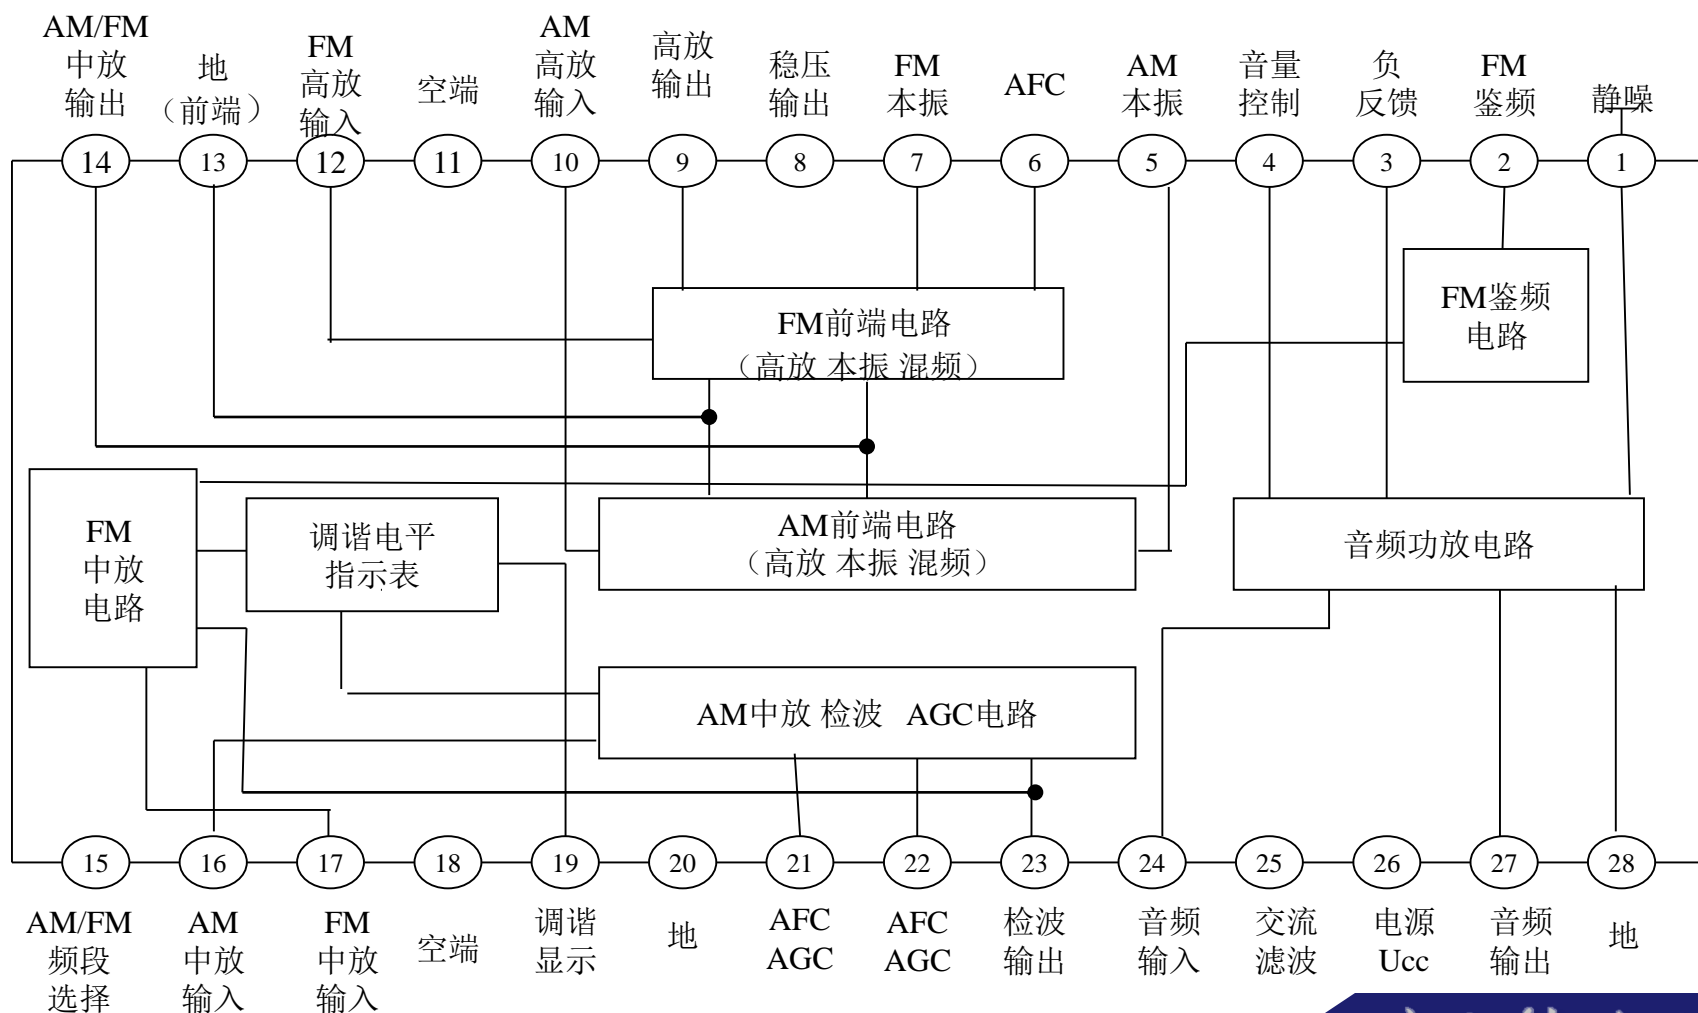 AM/FM
中放
输出
地
（前端）
FM
高放
输入
空端
AM
高放
输入
高放
输出
稳压
输出
FM
本振
AFC
AM
本振
音量
控制
负
反馈
FM
鉴频
静噪
14
13
12
11
10
9
8
7
6
5
4
3
2
1
FM鉴频
电路
FM前端电路
（高放 本振 混频）
FM
中放
电路
调谐电平
指示表
AM前端电路
（高放 本振 混频）
音频功放电路
AM中放 检波 AGC电路
15
16
17
18
19
20
21
22
23
24
25
26
27
28
AM/FM
频段
选择
AM
中放
输入
FM
中放
输入
空端
调谐
显示
地
AFC
AGC
AFC
AGC
检波
输出
音频
输入
交流
滤波
电源
Ucc
音频
输出
地